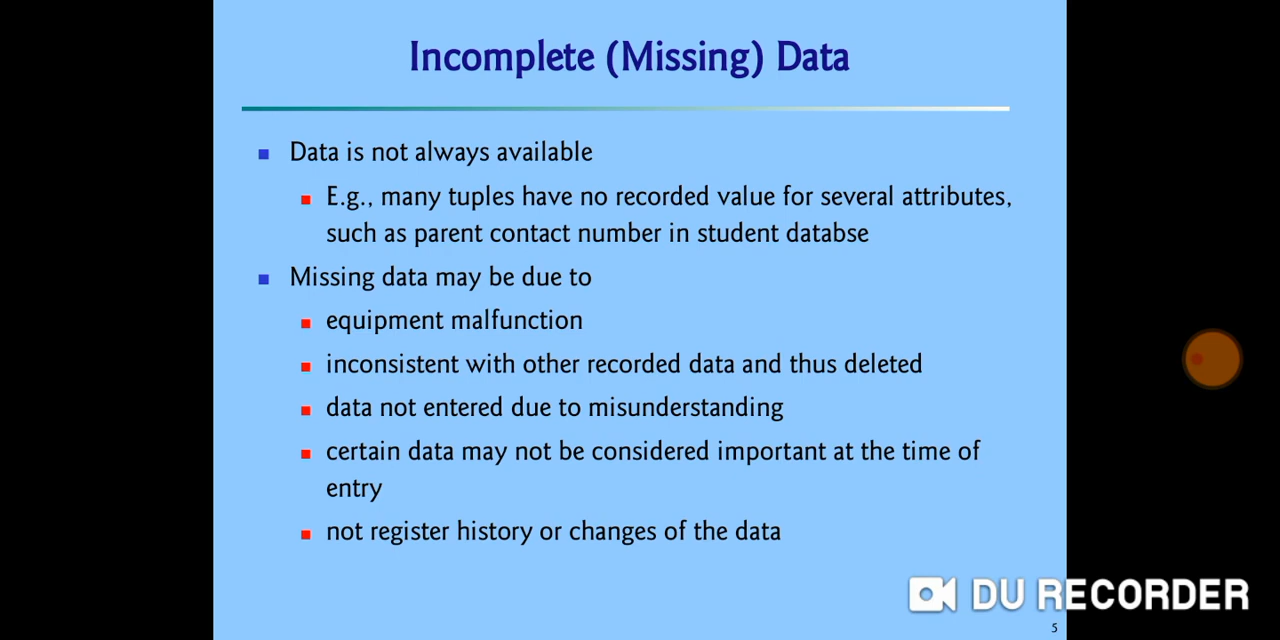 Incomplete (Missing) Data
Data is not always available
E.g., many tuples have no recorded value for several attributes,
such as parent contact number in student databse
Missing data may be due to
equipment malfunction
inconsistent with other recorded data and thus deleted
data not entered due to misunderstanding
certain data may not be considered important at the time of
entry
not register history or changes of the data
DU RECORDER
5